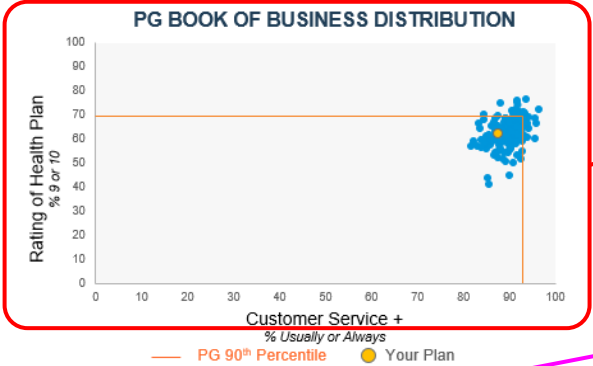 PG BOOK OF BUSINESS DISTRIBUTION
Rating of Health Plan
% 9 or 10
100
90
80
70
60
50
40
30
20
10
0
0 10 20 30 40 50 60 70 80 90 100
Customer Service +
% Usually or Always
PG 90th Percentile Your Plan